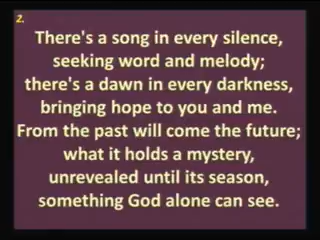 2.
There's a song in every silence,
seeking word and melody;
there's a dawn in every darkness,
bringing hope to you and me.
From the past will come the future;
what it holds a mystery,
unrevealed until its season,
something God alone can see.